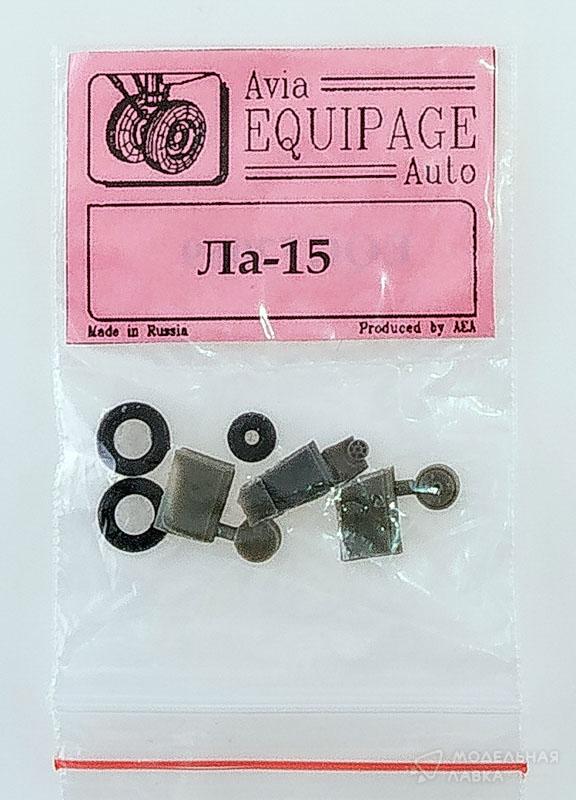 Avia
EQUIPAGE
Auto
Ла-15
Made in Russia
Produced by AEA
МОДЕЛЬНАЯ
ЛАВКА